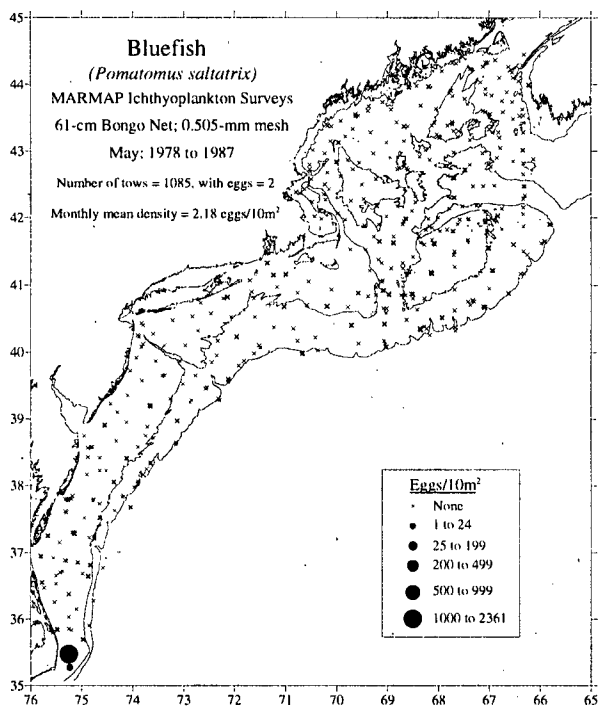 Bluefish
(Pomatomus saltatrix)
MARMAP Ichthyoplankton Surveys
61-cm Bongo Net; 0.505-mm mesh
May; 1978 to 1987
Number of tows = 1085, with eggs = 2
Monthly mean density = 2.18 eggs/10m²
45
44
43
42
41
40
39
38
37
36
35
Eggs/10m²
None
1 to 24
25 to 199
200 to 499
500 to 999
1000 to 2361
76 75 74 73 72 71 70 69 68 67 66 65